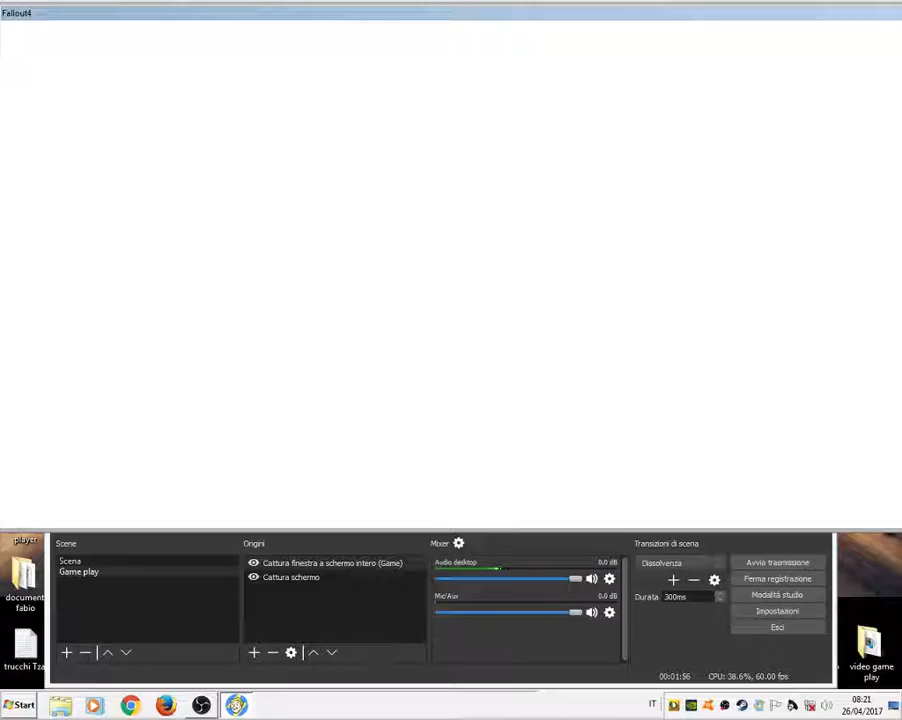 Fallout4
player
document
fabio
trucchi Tza
Scene
Scena
Game play
Origini
Cattura finestra a schermo intero (Game)
Cattura schermo
Mixer
Audio desktop
0.0 dB
Mic/Aux
0.0 dB
Transizioni di scena
Dissolvenza
Durata
300ms
Avvia trasmissione
Ferma registrazione
Modalità studio
Impostazioni
Esci
00:01:56
CPU: 38.6%, 60.00 fps
video game
play
Start
IT
08:21
26/04/2017